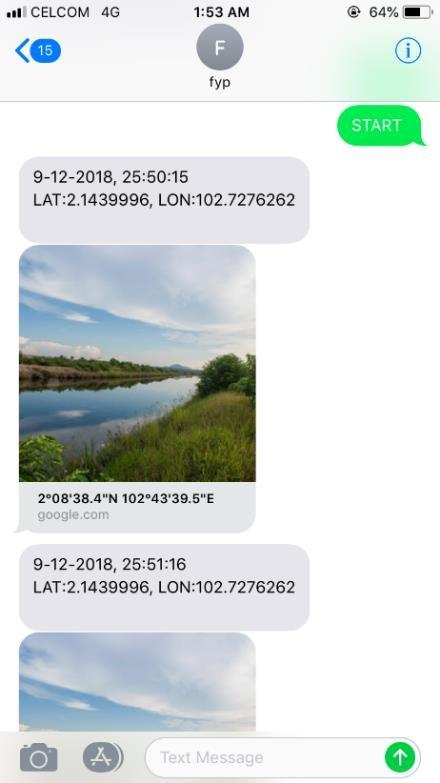 CELCOM 4G 1:53 AM 64%
15
F
fyp
START
9-12-2018, 25:50:15
LAT:2.1439996, LON:102.7276262
2°08'38.4"N 102°43'39.5"E
google.com
9-12-2018, 25:51:16
LAT:2.1439996, LON:102.7276262
Text Message